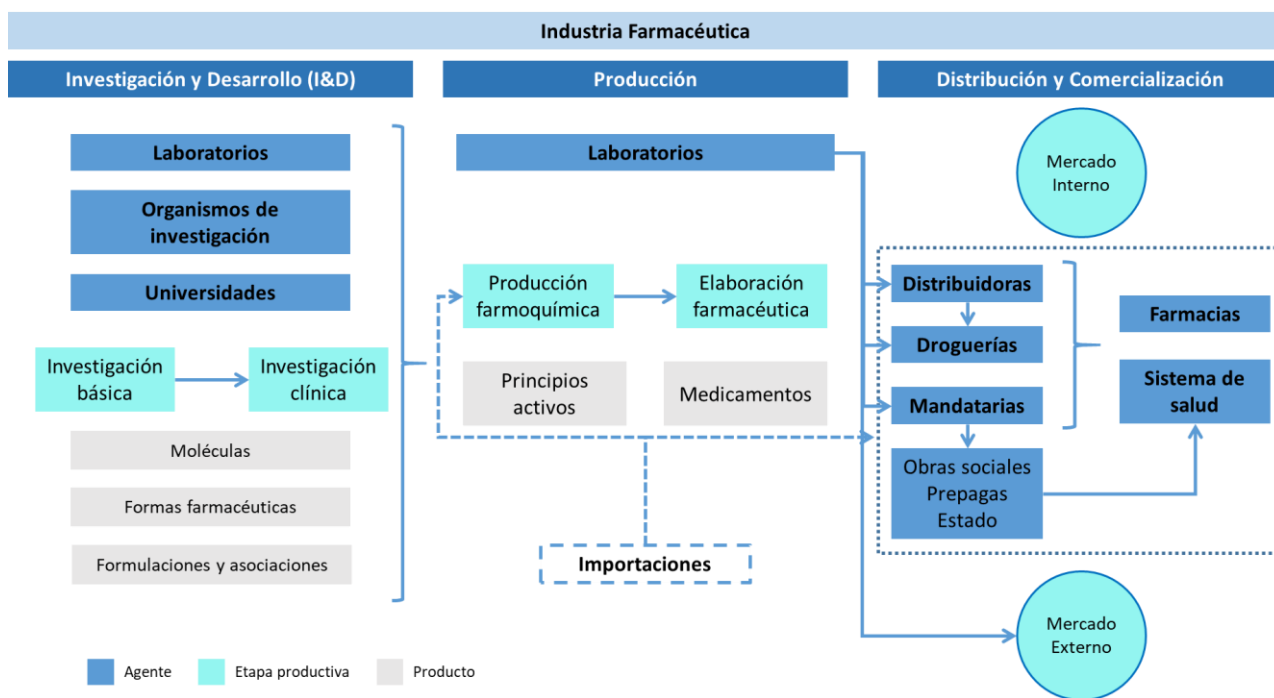 Industria Farmacéutica
Investigación y Desarrollo (I&D)
Laboratorios
Organismos de
investigación
Universidades
Investigación
básica
Investigación
clínica
Moléculas
Formas farmacéuticas
Formulaciones y asociaciones
Producción
Laboratorios
Producción
farmoquímica
Elaboración
farmacéutica
Principios
activos
Medicamentos
Importaciones
Distribución y Comercialización
Mercado
Interno
Distribuidoras
Droguerías
Mandatarias
Obras sociales
Prepagas
Estado
Farmacias
Sistema de
salud
Mercado
Externo
Agente
Etapa productiva
Producto